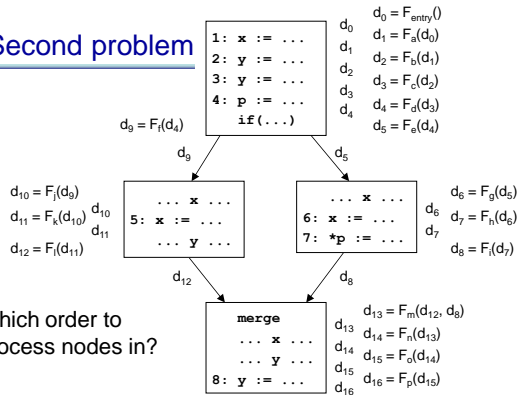 Second problem
1: x := ...
2: y := ...
3: y := ...
4: p := ...
if(...)
d0
d1
d2
d3
d4
d0 = Fentry()
d1 = Fa(d0)
d2 = Fb(d1)
d3 = Fc(d2)
d4 = Fd(d3)
d5 = Fe(d4)
d9 = Ff(d4)
d9
d5
d10 = Fj(d9)
d11 = Fk(d10)
d12 = Fl(d11)
d10
d11
... x ...
5: x := ...
... y ...
... x ...
6: x := ...
7: *p := ...
d6
d7
d6 = Fg(d5)
d7 = Fh(d6)
d8 = Fi(d7)
d12
d8
hich order to
ocess nodes in?
merge
... x ...
... y ...
8: y := ...
d13
d14
d15
d16
d13 = Fm(d12, d8)
d14 = Fn(d13)
d15 = Fo(d14)
d16 = Fp(d15)